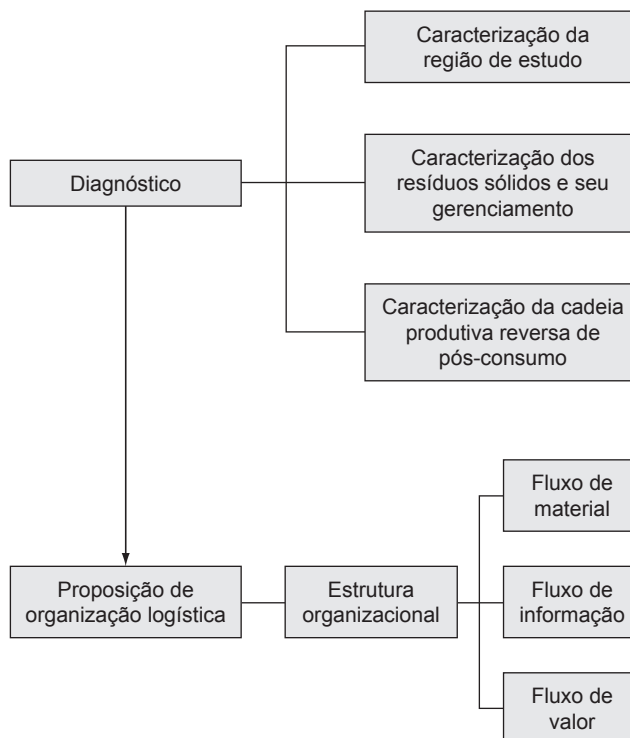 Caracterização da
região de estudo
Diagnóstico
Caracterização dos
resíduos sólidos e seu
gerenciamento
Caracterização da cadeia
produtiva reversa de
pós-consumo
Proposição de
organização logística
Estrutura
organizacional
Fluxo de
material
Fluxo de
informação
Fluxo de
valor